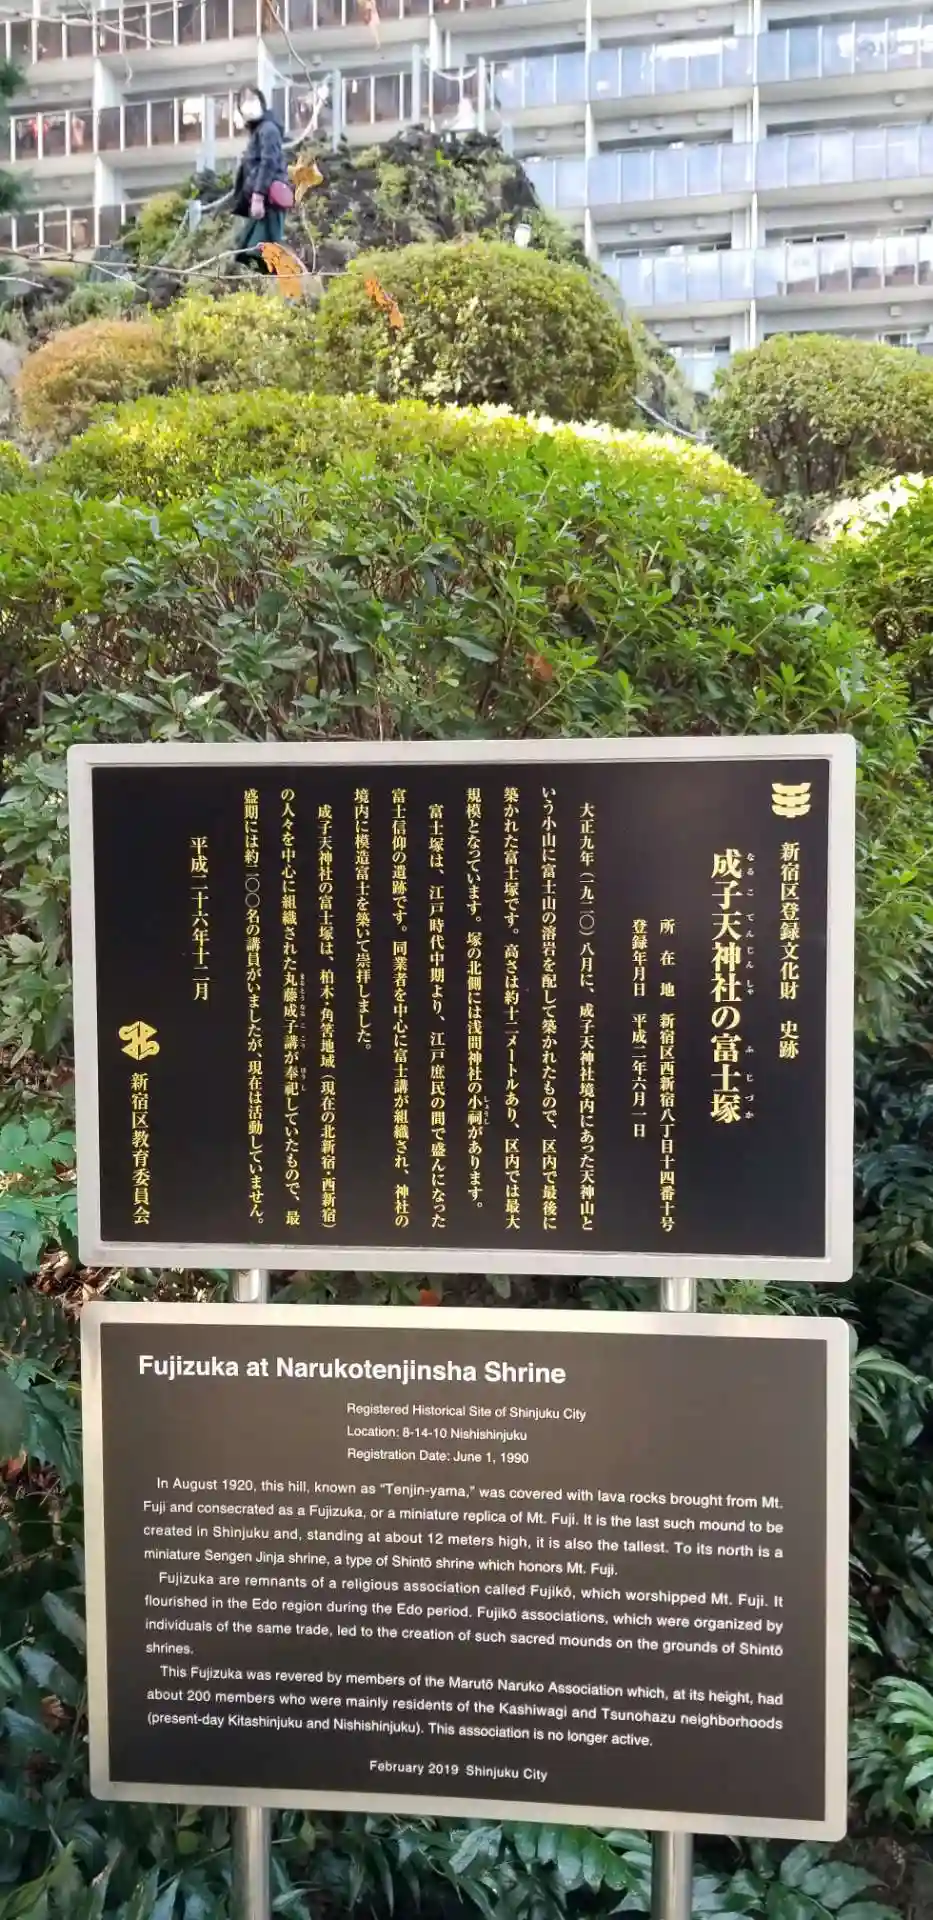 新宿区登録文化財 史跡
成子天神社の富士塚
なるこてんじんしゃ ふじづか
所在地 新宿区西新宿八丁目十四番十号
登録年月日 平成二年六月一日
大正九年(一九二〇)八月に、成子天神社境内にあった天神山と
いう小山に富士山の溶岩を配して築かれたもので、区内で最後に
築かれた富士塚です。高さは約十二メートルあり、区内では最大
規模となっています。塚の北側には浅間神社の小祠があります。
しょうし
富士塚は、江戸時代中期より、江戸庶民の間で盛んになった
富士信仰の遺跡です。同業者を中心に富士講が組織され、神社の
境内に模造富士を築いて崇拝しました。
成子天神社の富士塚は、柏木・角筈地域(現在の北新宿・西新宿)
の人々を中心に組織された丸藤成子講が奉祀していたもので、最
まるとうなるここう ほうし
盛期には約二〇〇名の講員がいましたが、現在は活動していません。
平成二十六年十二月
新宿区教育委員会
Fujizuka at Narukotenjinsha Shrine
Registered Historical Site of Shinjuku City
Location: 8-14-10 Nishishinjuku
Registration Date: June 1, 1990
In August 1920, this hill, known as "Tenjin-yama," was covered with lava rocks brought from Mt.
Fuji and consecrated as a Fujizuka, or a miniature replica of Mt. Fuji. It is the last such mound to be
created in Shinjuku and, standing at about 12 meters high, it is also the tallest. To its north is a
miniature Sengen Jinja shrine, a type of Shintō shrine which honors Mt. Fuji.
Fujizuka are remnants of a religious association called Fujikō, which worshipped Mt. Fuji. It
flourished in the Edo region during the Edo period. Fujikō associations, which were organized by
individuals of the same trade, led to the creation of such sacred mounds on the grounds of Shintō
shrines.
This Fujizuka was revered by members of the Marutō Naruko Association which, at its height, had
about 200 members who were mainly residents of the Kashiwagi and Tsunohazu neighborhoods
(present-day Kitashinjuku and Nishishinjuku). This association is no longer active.
February 2019 Shinjuku City